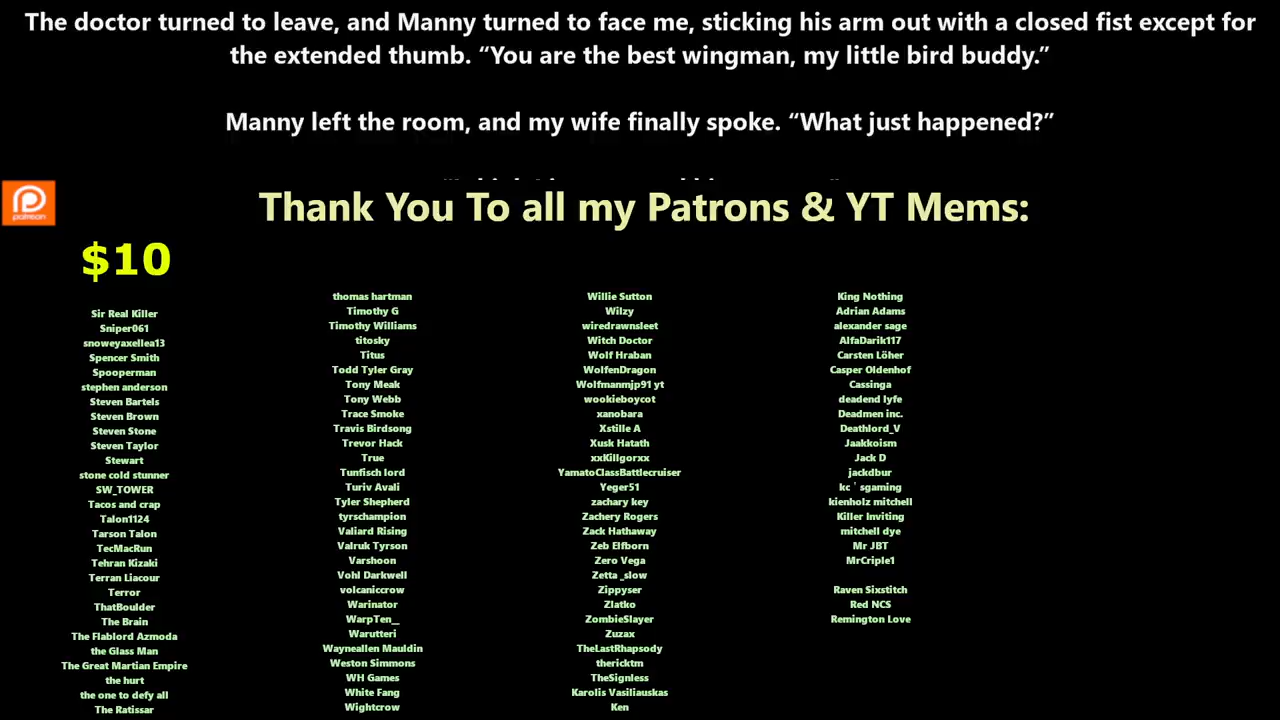 The doctor turned to leave, and Manny turned to face me, sticking his arm out with a closed fist except for
the extended thumb. “You are the best wingman, my little bird buddy.”
Manny left the room, and my wife finally spoke. “What just happened?”
patreon
Thank You To all my Patrons & YT Mems:
$10
Sir Real Killer
Sniper061
snoweyaxellea13
Spencer Smith
Spooperman
stephen anderson
Steven Bartels
Steven Brown
Steven Stone
Steven Taylor
Stewart
stone cold stunner
SW_TOWER
Tacos and crap
Talon1124
Tarson Talon
TecMacRun
Tehran Kizaki
Terran Liacour
Terror
ThatBoulder
The Brain
The Flablord Azmoda
the Glass Man
The Great Martian Empire
the hurt
the one to defy all
The Ratissar
thomas hartman
Timothy G
Timothy Williams
titosky
Titus
Todd Tyler Gray
Tony Meak
Tony Webb
Trace Smoke
Travis Birdsong
Trevor Hack
True
Tunfisch lord
Turiv Avali
Tyler Shepherd
tyrschampion
Valiard Rising
Valruk Tyrson
Varshoon
Vohl Darkwell
volcaniccrow
Warinator
WarpTen__
Warutteri
Wayneallen Mauldin
Weston Simmons
WH Games
White Fang
Wightcrow
Willie Sutton
Wilzy
wiredrawnsleet
Witch Doctor
Wolf Hraban
WolfenDragon
Wolfmanmjp91 yt
wookieboycot
xanobara
Xstille A
Xusk Hatath
xxKillgorxx
YamatoClassBattlecruiser
Yeger51
zachary key
Zachery Rogers
Zack Hathaway
Zeb Elfborn
Zero Vega
Zetta _slow
Zippyser
Zlatko
ZombieSlayer
Zuzax
TheLastRhapsody
thericktm
TheSignless
Karolis Vasiliauskas
Ken
King Nothing
Adrian Adams
alexander sage
AlfaDarik117
Carsten Löher
Casper Oldenhof
Cassinga
deadend lyfe
Deadmen inc.
Deathlord_V
Jaakkoism
Jack D
jackdbur
kc ' sgaming
kienholz mitchell
Killer Inviting
mitchell dye
Mr JBT
MrCriple1
Raven Sixstitch
Red NCS
Remington Love